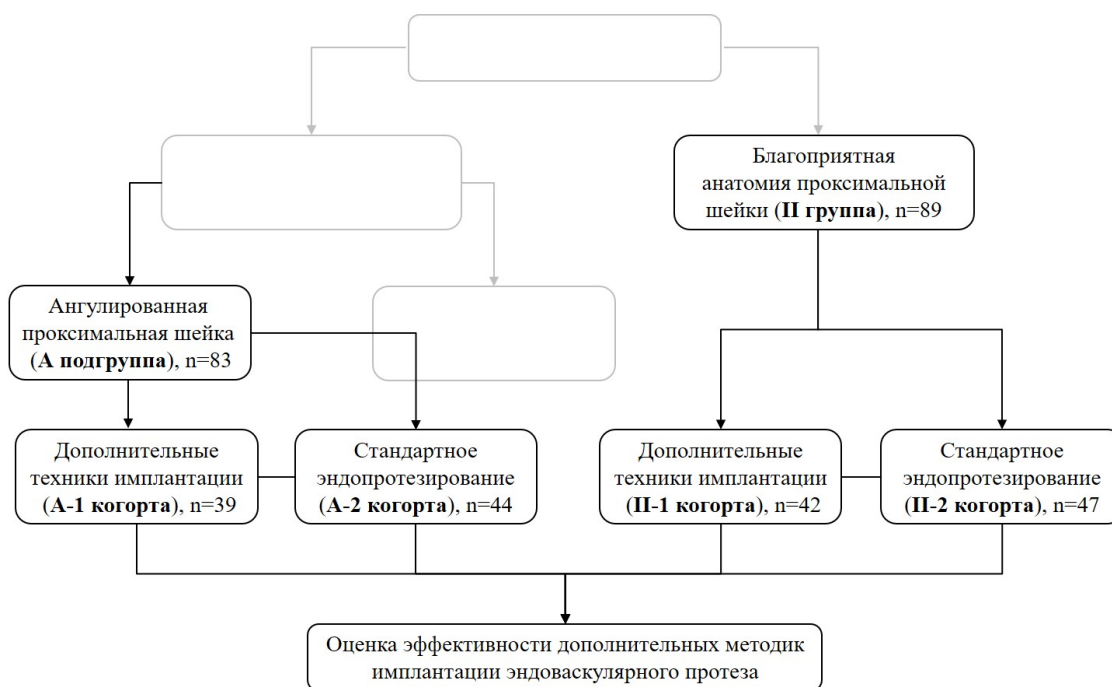 Благоприятная
анатомия проксимальной
шейки (II группа), n=89
Ангулированная
проксимальная шейка
(А подгруппа), n=83
Дополнительные
техники имплантации
(А-1 когорта), n=39
Стандартное
эндопротезирование
(А-2 когорта), n=44
Дополнительные
техники имплантации
(II-1 когорта), n=42
Стандартное
эндопротезирование
(II-2 когорта), n=47
Оценка эффективности дополнительных методик
имплантации эндоваскулярного протеза